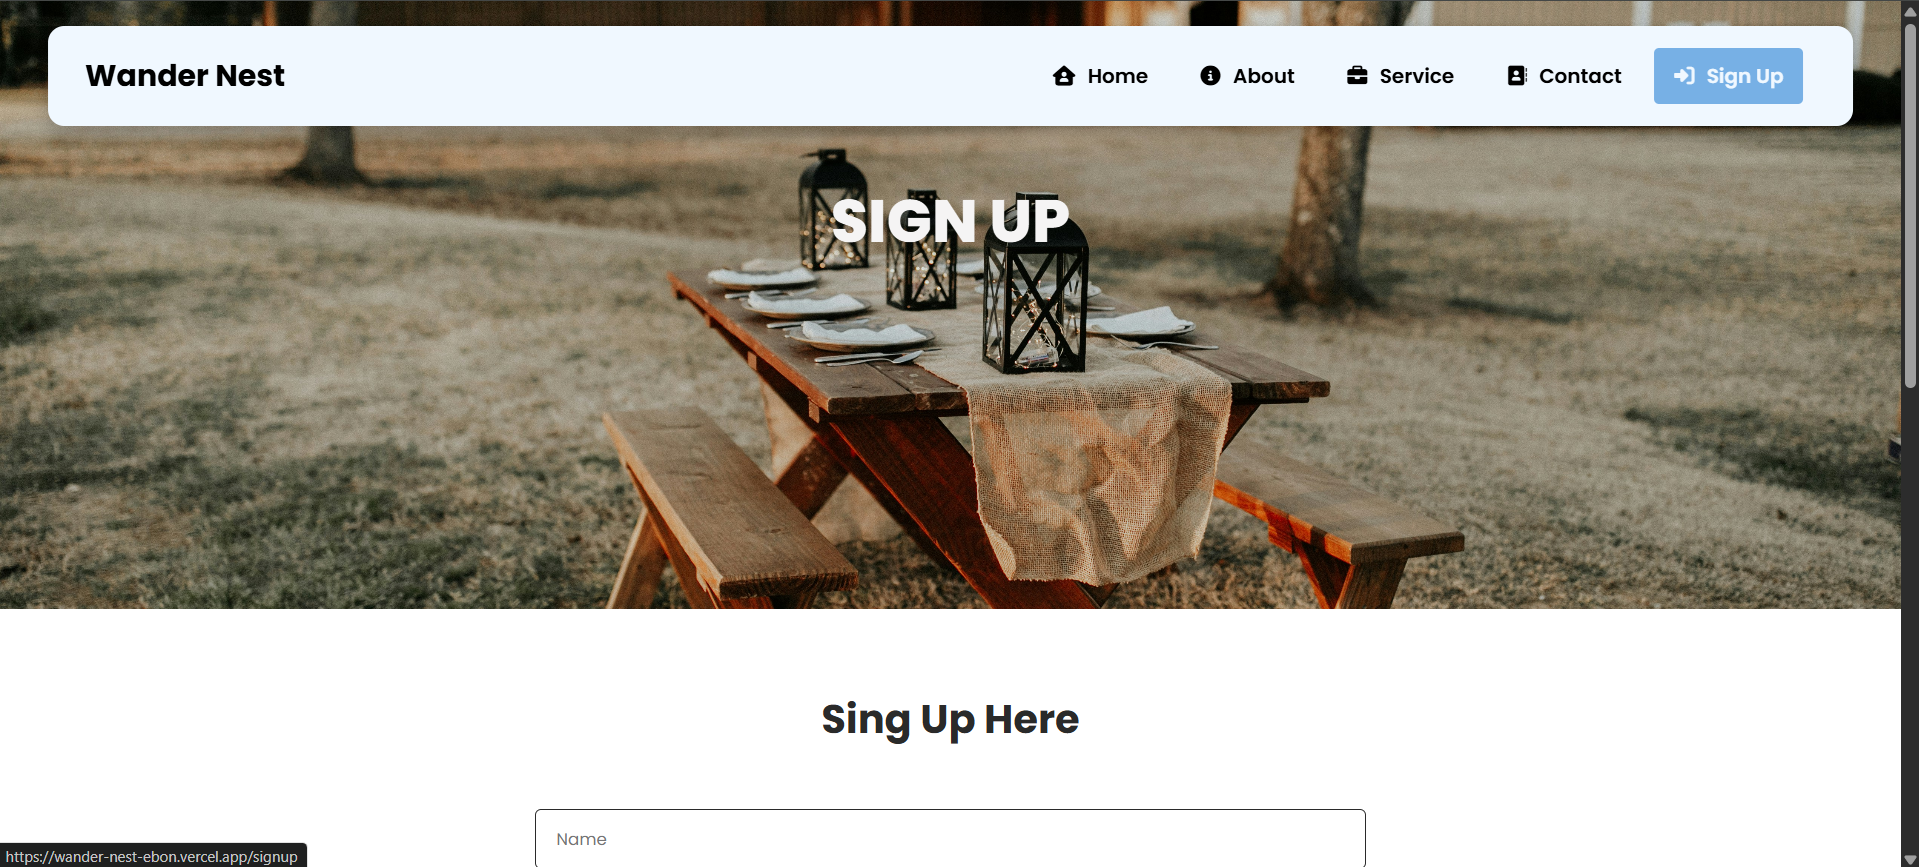 Wander Nest
Home
About
Service
Contact
Sign Up
SIGN UP
Sing Up Here
Name
https://wander-nest-ebon.vercel.app/signup